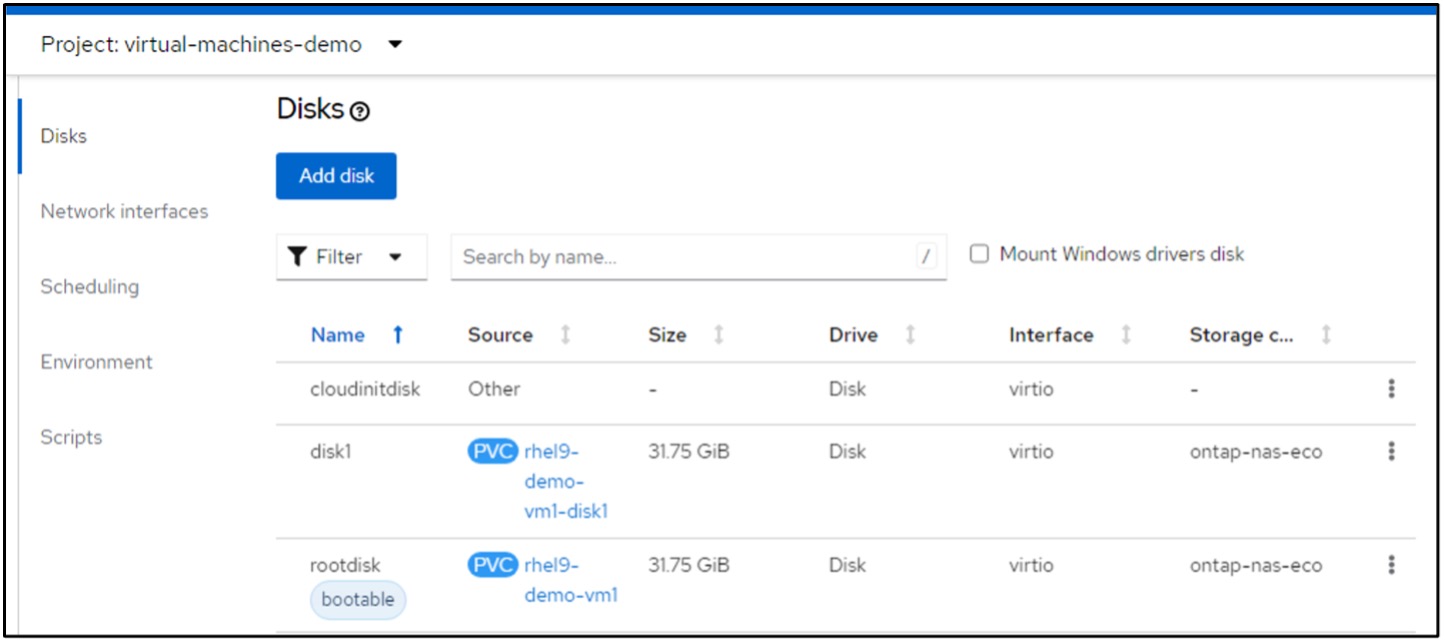 Project: virtual-machines-demo
Disks
Network interfaces
Scheduling
Environment
Scripts
Disks
Add disk
Filter
Search by name...
/
Mount Windows drivers disk
Name Source Size Drive Interface Storage c...
cloudinitdisk Other - Disk virtio -
disk1 PVC rhel9- 31.75 GiB Disk virtio ontap-nas-eco
demo-
vm1-disk1
rootdisk PVC rhel9- 31.75 GiB Disk virtio ontap-nas-eco
bootable demo-vm1